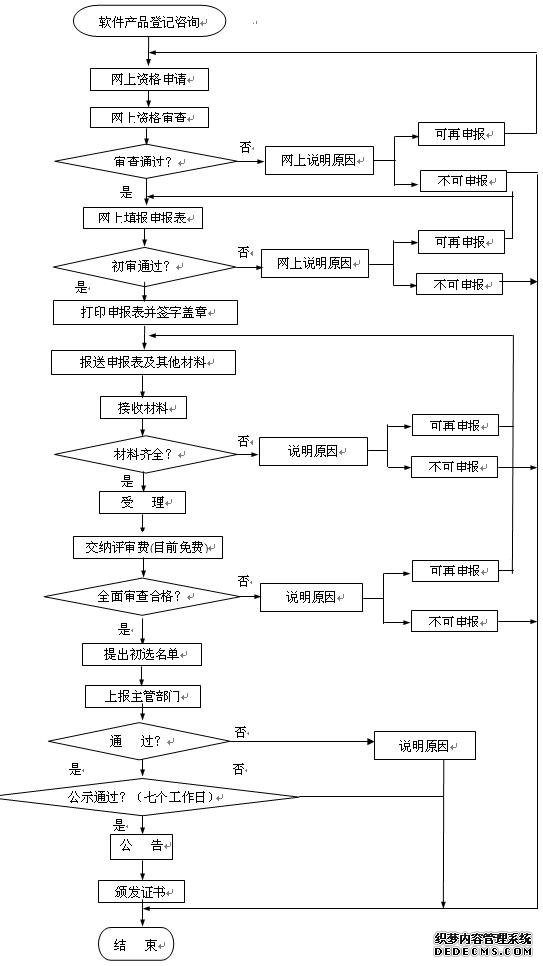 软件产品登记咨询
网上资格申请
网上资格审查
审查通过?
否
网上说明原因
可再申报
不可申报
是
网上填报申报表
初审通过?
否
网上说明原因
可再申报
不可申报
是
打印申报表并签字盖章
报送申报表及其他材料
接收材料
材料齐全?
否
说明原因
可再申报
不可申报
是
受 理
交纳评审费(目前免费)
全面审查合格?
否
说明原因
可再申报
不可申报
是
提出初选名单
上报主管部门
通 过?
否
说明原因
是
否
公示通过?(七个工作日)
是
公 告
颁发证书
结 束
织梦内容管理系统
DEDECMS.COM